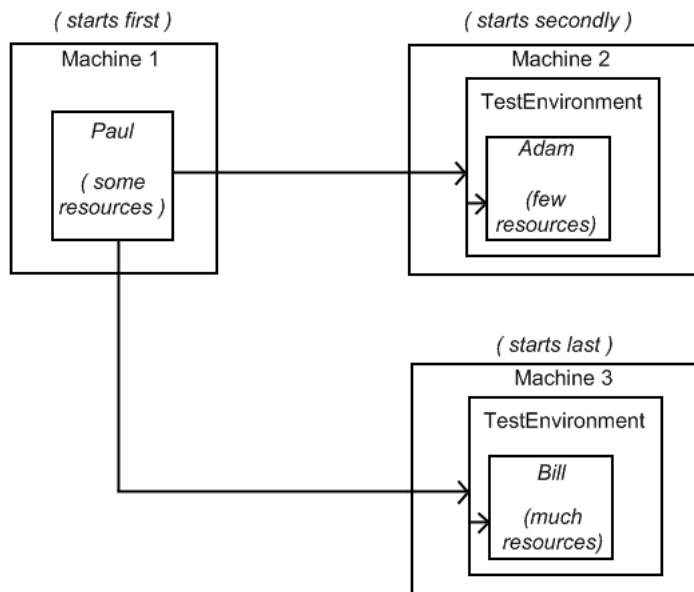 ( starts first )
Machine 1
Paul
( some
resources )
( starts secondly )
Machine 2
TestEnvironment
Adam
(few
resources)
( starts last )
Machine 3
TestEnvironment
Bill
(much
resources)